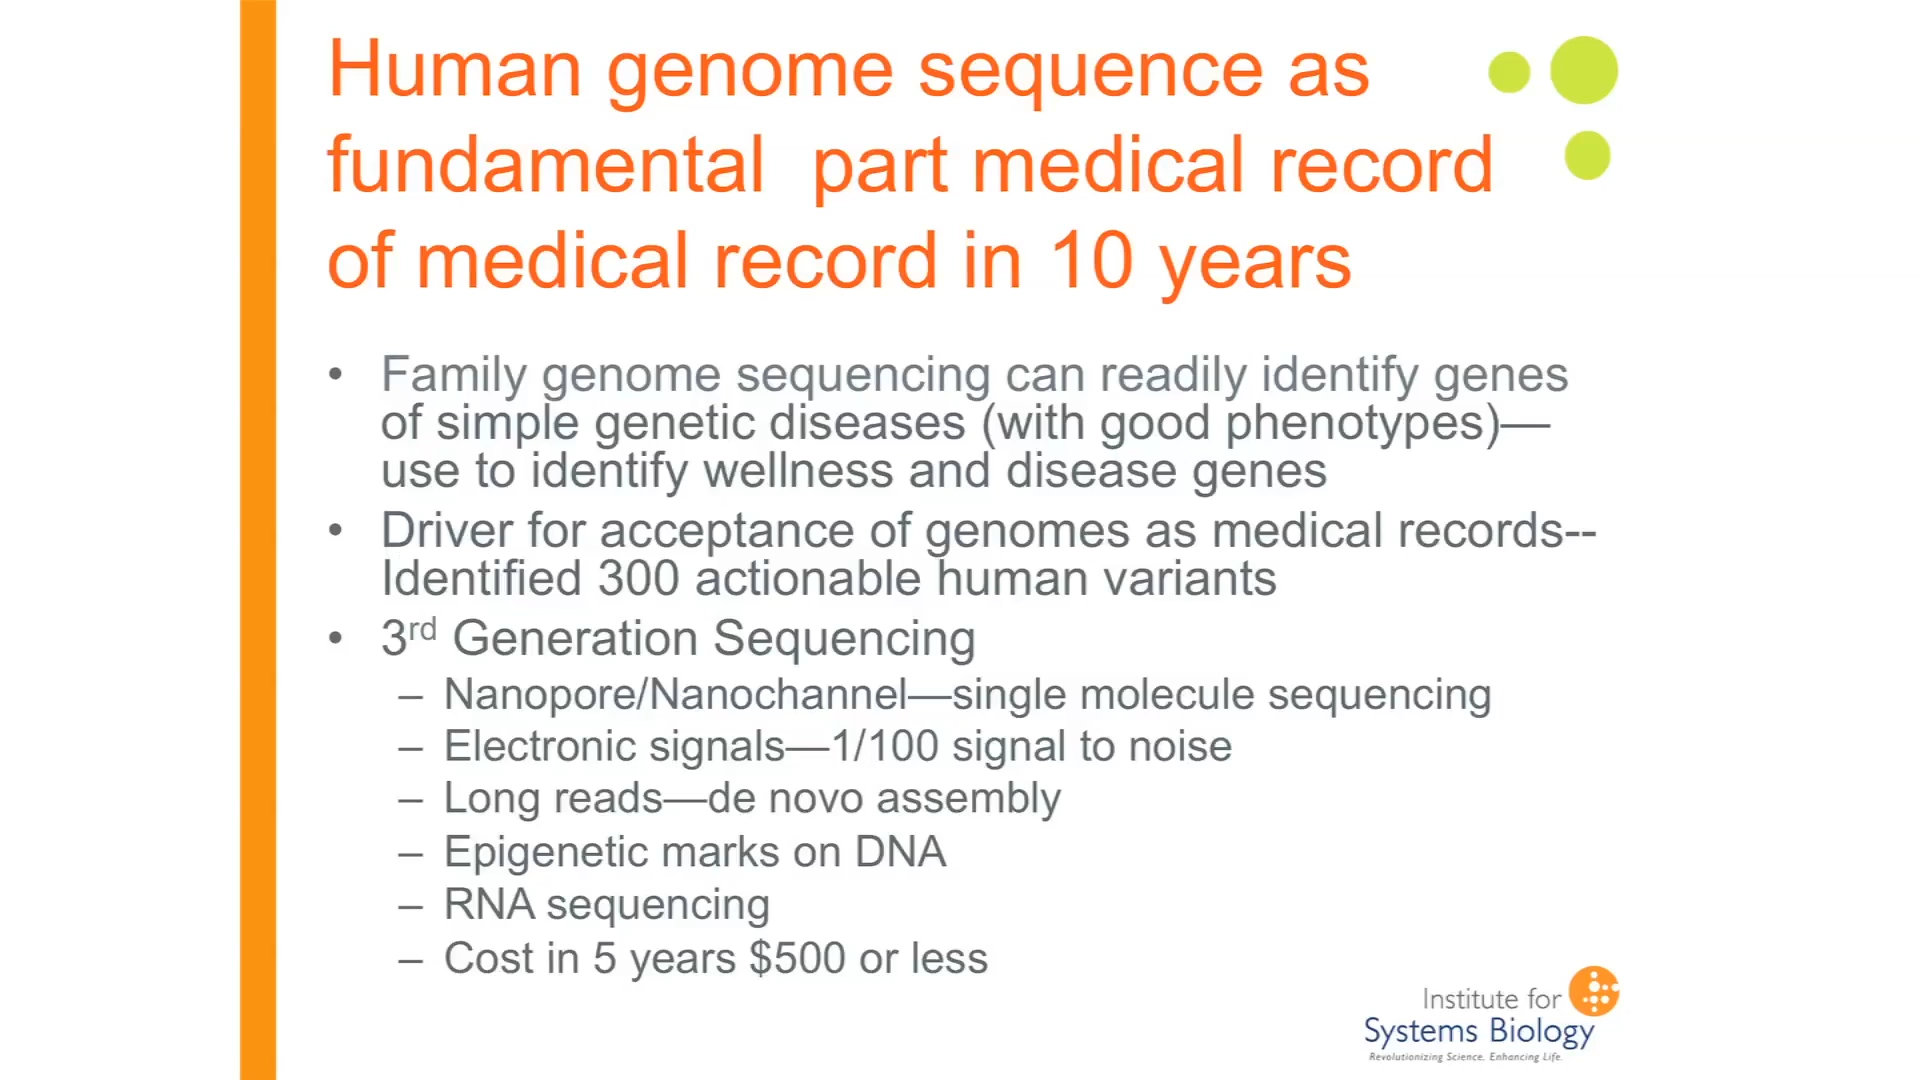 Human genome sequence as
fundamental  part medical record
of medical record in 10 years
• Family genome sequencing can readily identify genes
of simple genetic diseases (with good phenotypes)—
use to identify wellness and disease genes
• Driver for acceptance of genomes as medical records--
Identified 300 actionable human variants
• 3rd Generation Sequencing
– Nanopore/Nanochannel—single molecule sequencing
– Electronic signals—1/100 signal to noise
– Long reads—de novo assembly
– Epigenetic marks on DNA
– RNA sequencing
– Cost in 5 years $500 or less
Institute for
Systems Biology
Revolutionizing Science. Enhancing Life.